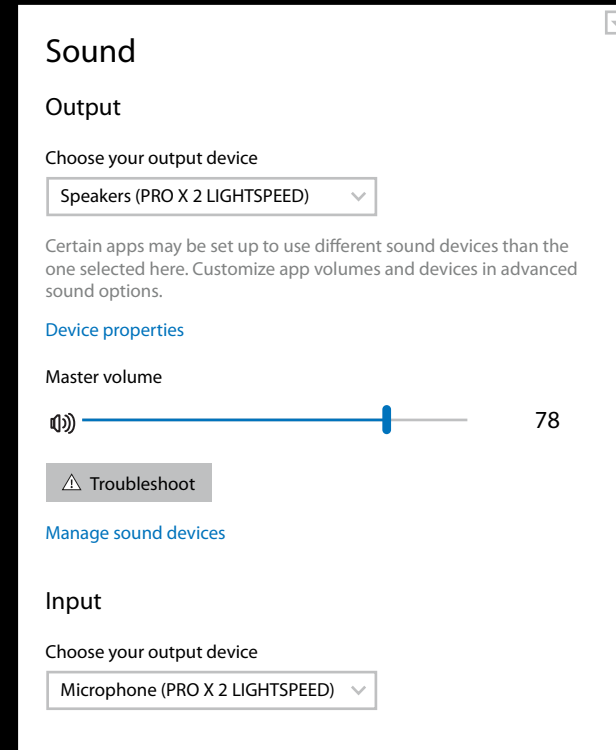 Sound
Output
Choose your output device
Speakers (PRO X 2 LIGHTSPEED)
Certain apps may be set up to use different sound devices than the
one selected here. Customize app volumes and devices in advanced
sound options.
Device properties
Master volume
78
Troubleshoot
Manage sound devices
Input
Choose your output device
Microphone (PRO X 2 LIGHTSPEED)